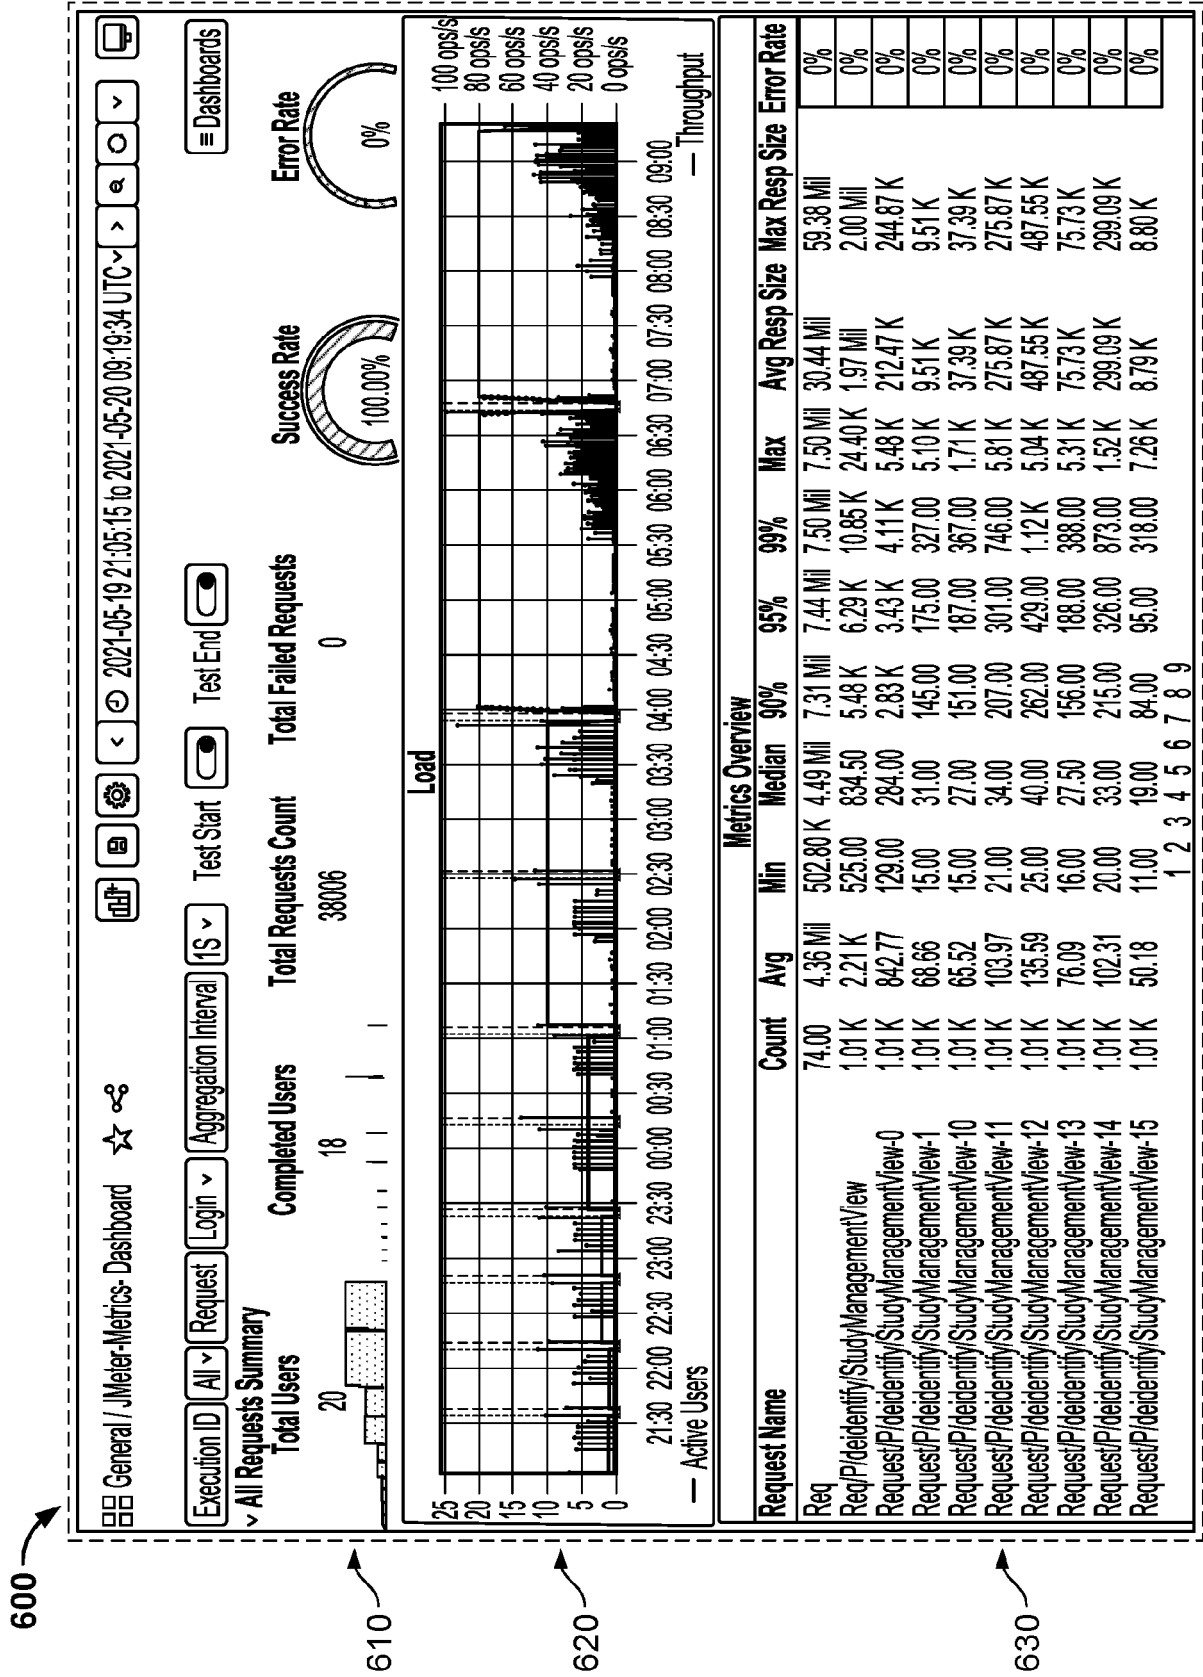 600
General / JMeter-Metrics- Dashboard
2021-05-19 21:05:15 to 2021-05-20 09:19:34 UTC
Execution ID All Request Login Aggregation Interval 1S Test Start Test End Dashboards
All Requests Summary
Total Users Completed Users Total Requests Count Total Failed Requests Success Rate Error Rate
20 18 38006 0 100.00% 0%
610
Load
25 100 ops/s
20 80 ops/s
15 60 ops/s
10 40 ops/s
5 20 ops/s
0 0 ops/s
21:30 22:00 22:30 23:00 23:30 00:00 00:30 01:00 01:30 02:00 02:30 03:00 03:30 04:00 04:30 05:00 05:30 06:00 06:30 07:00 07:30 08:00 08:30 09:00
— Active Users — Throughput
620
Metrics Overview
Request Name Count Avg Min Median 90% 95% 99% Max Avg Resp Size Max Resp Size Error Rate
Req 74.00 4.36 Mil 502.80 K 4.49 Mil 7.31 Mil 7.44 Mil 7.50 Mil 7.50 Mil 30.44 Mil 59.38 Mil 0%
Req/P/deidentify/StudyManagementView 1.01 K 2.21 K 525.00 834.50 5.48 K 6.29 K 10.85 K 24.40 K 1.97 Mil 2.00 Mil 0%
Request/P/deidentify/StudyManagementView-0 1.01 K 842.77 129.00 284.00 2.83 K 3.43 K 4.11 K 5.48 K 212.47 K 244.87 K 0%
Request/P/deidentify/StudyManagementView-1 1.01 K 68.66 15.00 31.00 145.00 175.00 327.00 5.10 K 9.51 K 9.51 K 0%
Request/P/deidentify/StudyManagementView-10 1.01 K 65.52 15.00 27.00 151.00 187.00 367.00 1.71 K 37.39 K 37.39 K 0%
Request/P/deidentify/StudyManagementView-11 1.01 K 103.97 21.00 34.00 207.00 301.00 746.00 5.81 K 275.87 K 275.87 K 0%
Request/P/deidentify/StudyManagementView-12 1.01 K 135.59 25.00 40.00 262.00 429.00 1.12 K 5.04 K 487.55 K 487.55 K 0%
Request/P/deidentify/StudyManagementView-13 1.01 K 76.09 16.00 27.50 156.00 188.00 388.00 5.31 K 75.73 K 75.73 K 0%
Request/P/deidentify/StudyManagementView-14 1.01 K 102.31 20.00 33.00 215.00 326.00 873.00 1.52 K 299.09 K 299.09 K 0%
Request/P/deidentify/StudyManagementView-15 1.01 K 50.18 11.00 19.00 84.00 95.00 318.00 7.26 K 8.79 K 8.80 K 0%
1 2 3 4 5 6 7 8 9
630